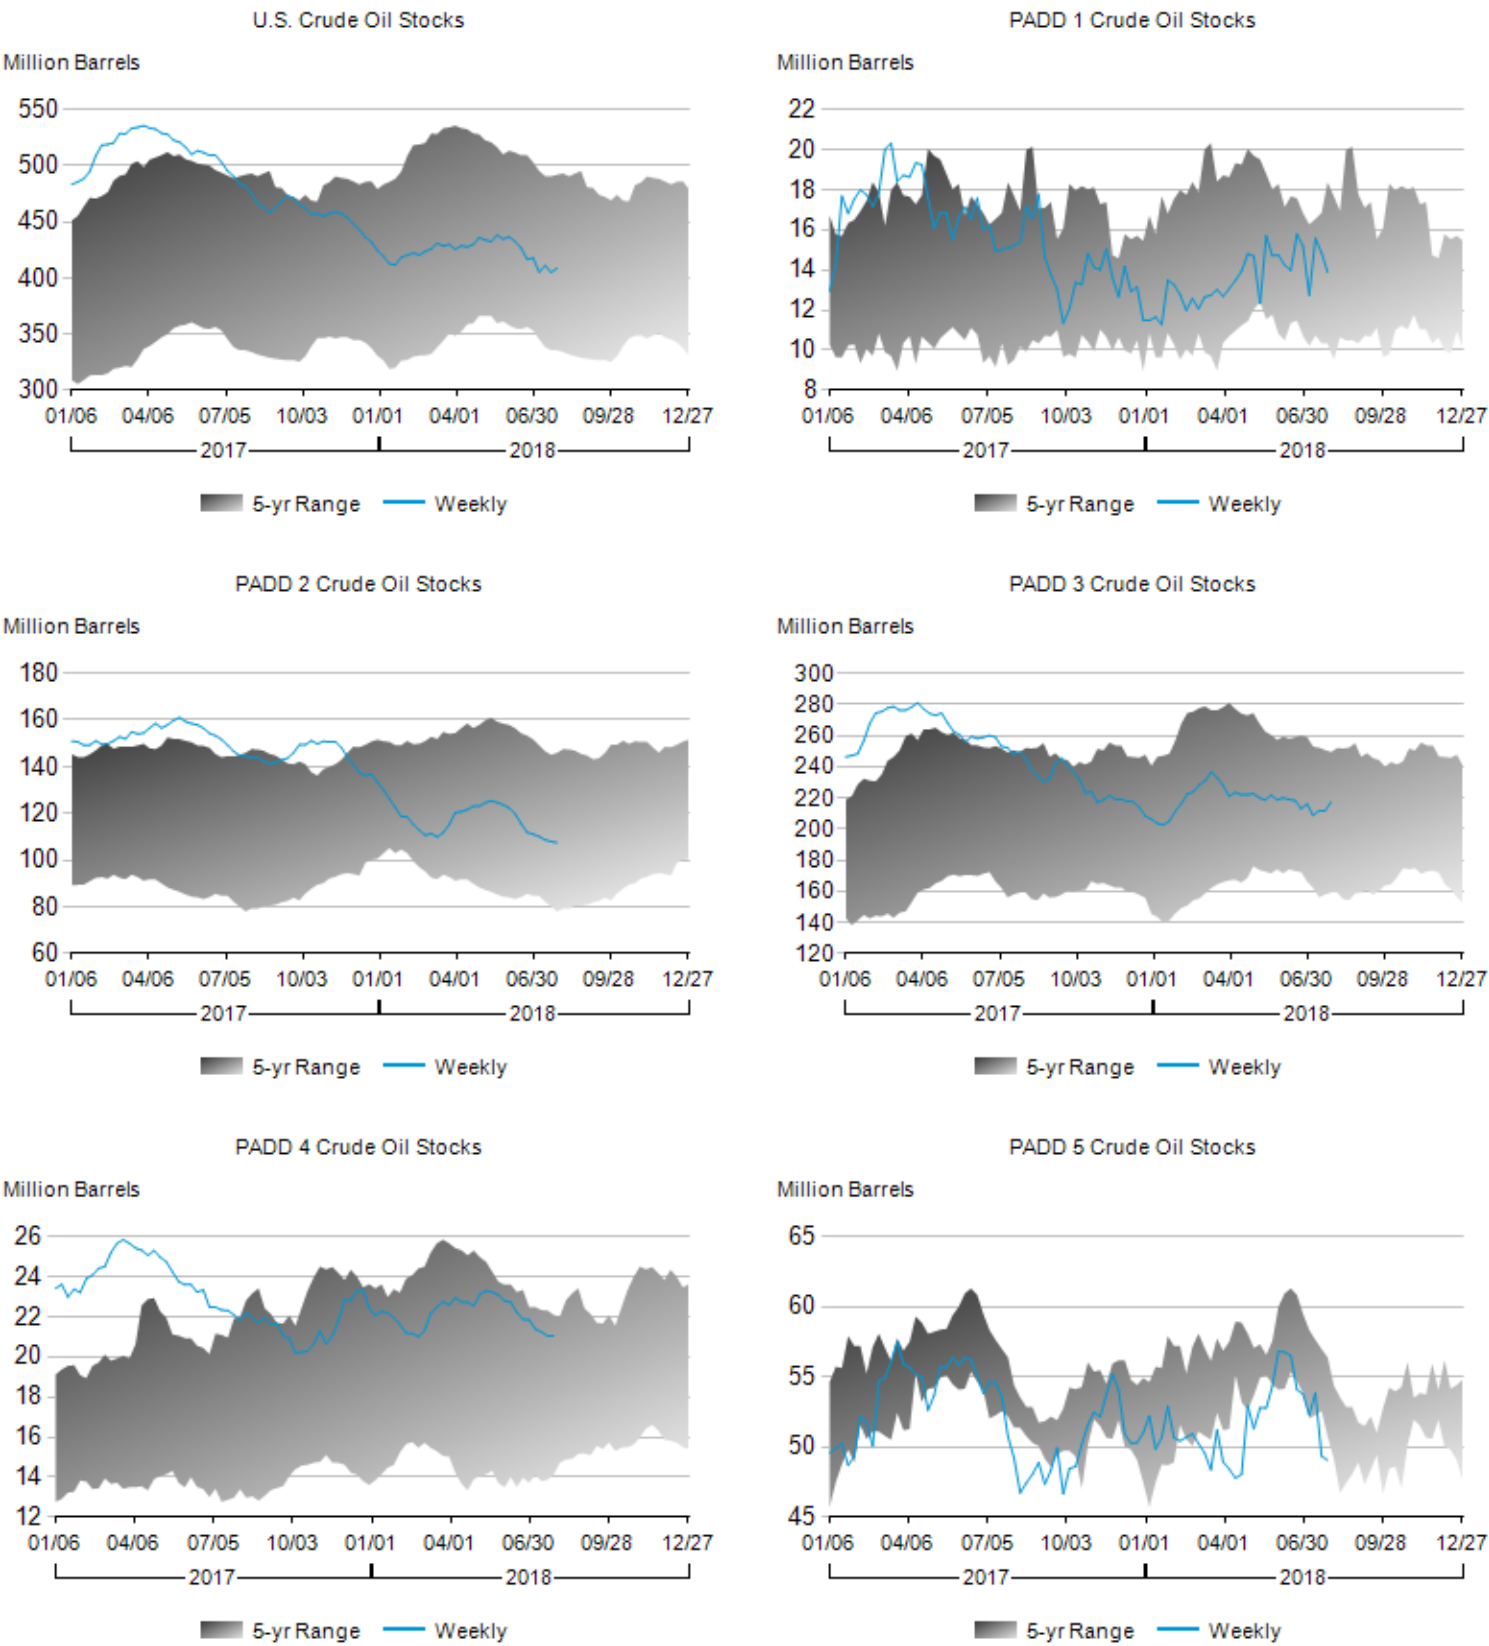 U.S. Crude Oil Stocks
Million Barrels
550
500
450
400
350
300
01/06 04/06 07/05 10/03 01/01 04/01 06/30 09/28 12/27
2017 2018
5-yr Range Weekly
PADD 1 Crude Oil Stocks
Million Barrels
22
20
18
16
14
12
10
8
01/06 04/06 07/05 10/03 01/01 04/01 06/30 09/28 12/27
2017 2018
5-yr Range Weekly
PADD 2 Crude Oil Stocks
Million Barrels
180
160
140
120
100
80
60
01/06 04/06 07/05 10/03 01/01 04/01 06/30 09/28 12/27
2017 2018
5-yr Range Weekly
PADD 3 Crude Oil Stocks
Million Barrels
300
280
260
240
220
200
180
160
140
120
01/06 04/06 07/05 10/03 01/01 04/01 06/30 09/28 12/27
2017 2018
5-yr Range Weekly
PADD 4 Crude Oil Stocks
Million Barrels
26
24
22
20
18
16
14
12
01/06 04/06 07/05 10/03 01/01 04/01 06/30 09/28 12/27
2017 2018
5-yr Range Weekly
PADD 5 Crude Oil Stocks
Million Barrels
65
60
55
50
45
01/06 04/06 07/05 10/03 01/01 04/01 06/30 09/28 12/27
2017 2018
5-yr Range Weekly